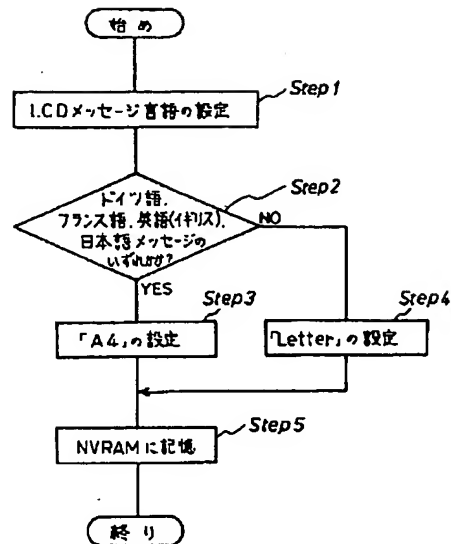 始め
Step 1
LCDメッセージ言語の設定
Step 2
ドイツ語,
フランス語,英語(イギリス),
日本語メッセージの
いずれかか?
NO
YES
Step 3
Step 4
「A4」の設定
「Letter」の設定
Step 5
NVRAMに記憶
終り